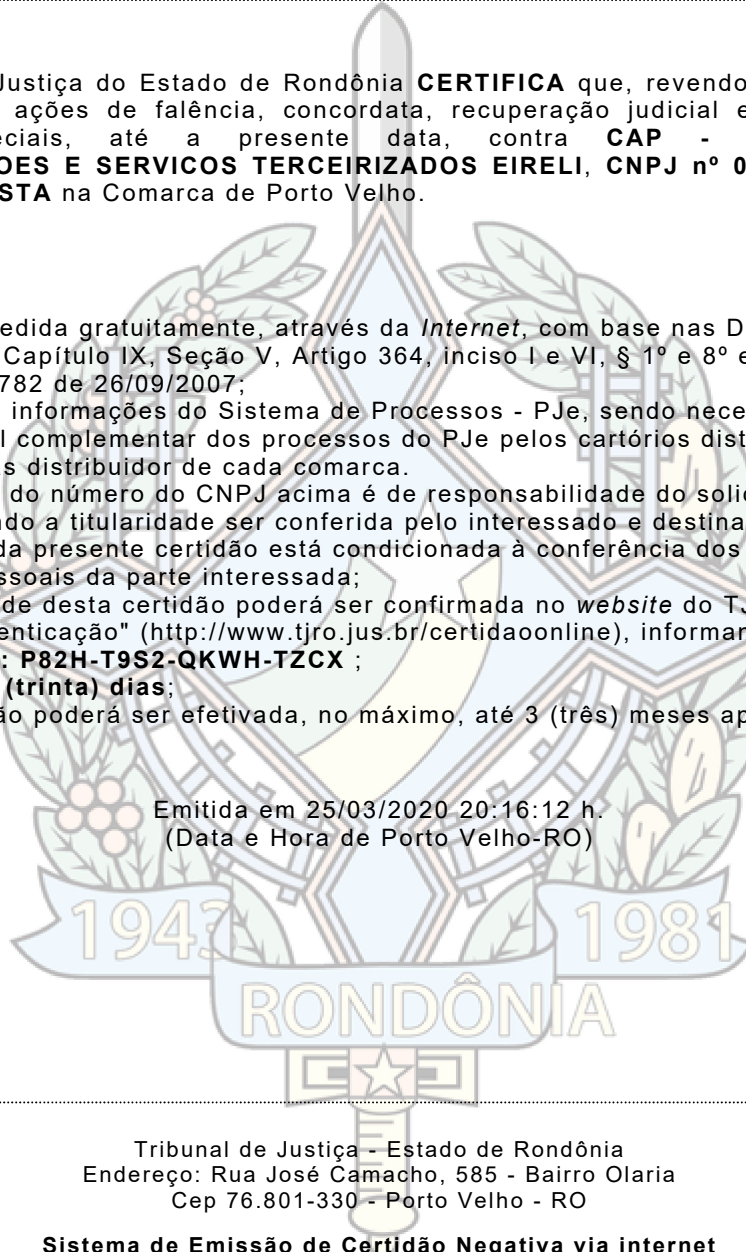 Justiça do Estado de Rondônia CERTIFICA que, revendo
ações de falência, concordata, recuperação judicial e
eciais, até a presente data, contra CAP -
OES E SERVICOS TERCEIRIZADOS EIRELI, CNPJ nº 0
STA na Comarca de Porto Velho.
edida gratuitamente, através da Internet, com base nas D
Capítulo IX, Seção V, Artigo 364, inciso I e VI, § 1º e 8º e
782 de 26/09/2007;
informações do Sistema de Processos - PJe, sendo nece
l complementar dos processos do PJe pelos cartórios dist
as distribuidor de cada comarca.
do número do CNPJ acima é de responsabilidade do solic
ndo a titularidade ser conferida pelo interessado e destina
da presente certidão está condicionada à conferência dos
ssoais da parte interessada;
de desta certidão poderá ser confirmada no website do TJ
enticação" (http://www.tjro.jus.br/certidaoonline), informar
: P82H-T9S2-QKWH-TZCX ;
(trinta) dias;
ão poderá ser efetivada, no máximo, até 3 (três) meses ap
Emitida em 25/03/2020 20:16:12 h.
(Data e Hora de Porto Velho-RO)
1943 1981
RONDÔNIA
Tribunal de Justiça - Estado de Rondônia
Endereço: Rua José Camacho, 585 - Bairro Olaria
Cep 76.801-330 - Porto Velho - RO
Sistema de Emissão de Certidão Negativa via internet